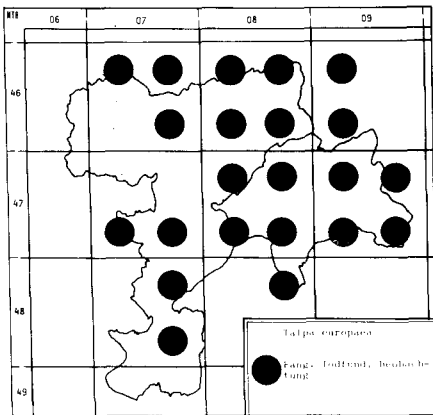 MTB 06 07 08 09
46
47
48
49
Talpa europaea
Fang, Todfund, Beobach-
tung